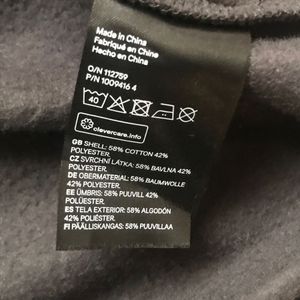 Made in China
Fabriqué en China
Hecho en China
O/N 112759
P/N 1009416 4
40
clevercare.info
GB SHELL: 58% COTTON 42%
POLYESTER.
CZ SVRCHNÍ LÁTKA: 58% BAVLNA 42%
POLYESTER.
DE OBERMATERIAL: 58% BAUMWOLLE
42% POLYESTER.
EE ÜMBRIS: 58% PUUVILL 42%
POLÜESTER.
ES TELA EXTERIOR: 58% ALGODÓN
42% POLIÉSTER.
FI PÄÄLLISKANGAS: 58% PUUVILLAA